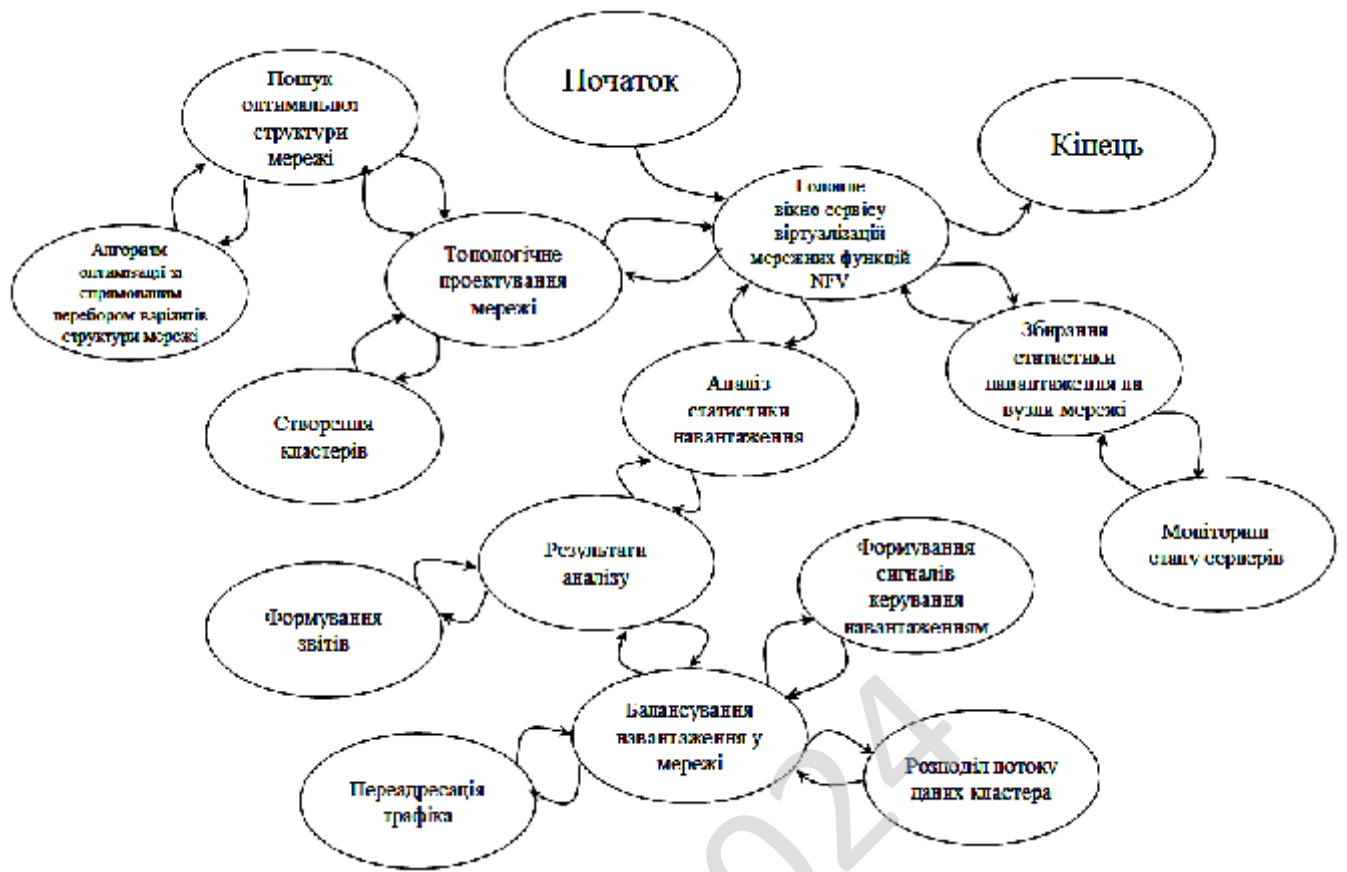 Початок
Пошук
оптимальної
структури
мережі
Кінець
Головне
вікно сервісу
віртуалізацій
мережних функцій
NFV
Алгоритм
оптимізації зі
спрямованим
перебором варіантів
структури мережі
Топологічне
проектування
мережі
Збирання
статистики
навантаження на
вузли мережі
Аналіз
статистики
навантаження
Створення
кластерів
Моніторинг
стану серверів
Результати
аналізу
Формування
сигналів
керування
навантаженням
Формування
звітів
Балансування
навантаження у
мережі
Розподіл потоку
даних кластера
Переадресація
трафіка